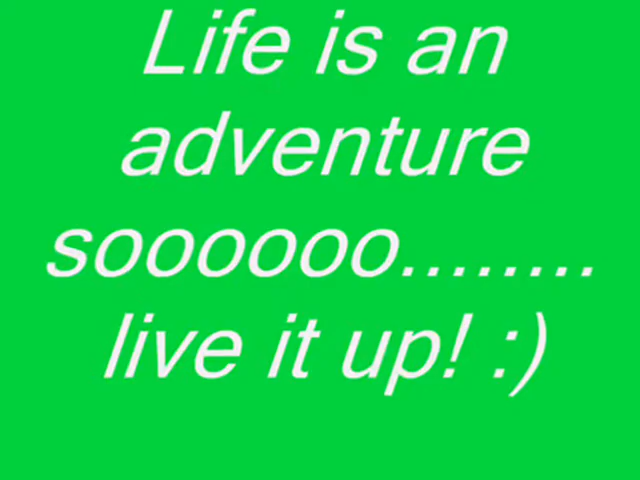 Life is an
adventure
soooooo........
live it up! :)